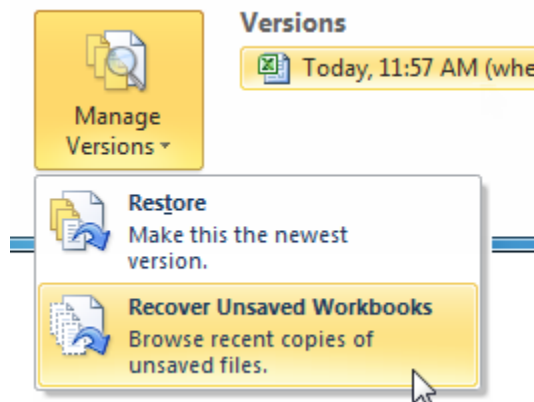 Versions
Today, 11:57 AM (whe
Manage
Versions
Restore
Make this the newest
version.
Recover Unsaved Workbooks
Browse recent copies of
unsaved files.